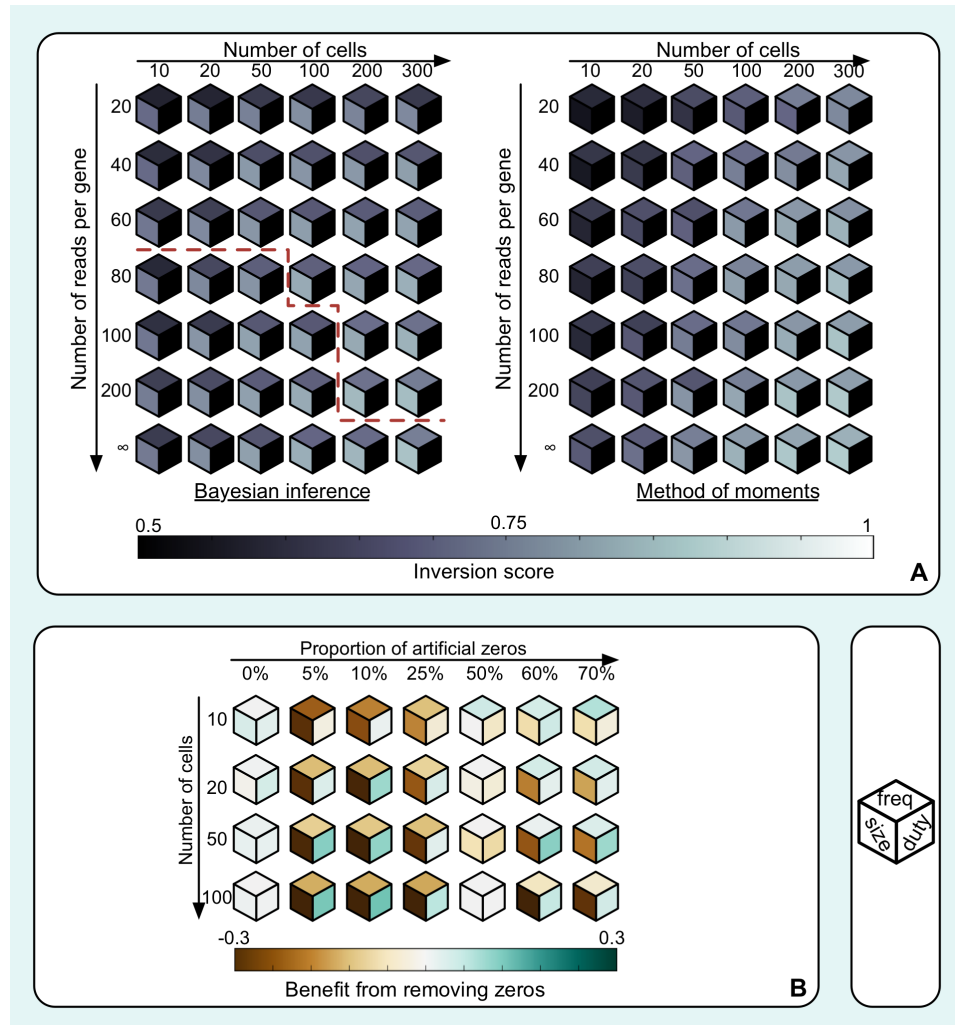 Number of cells
10 20 50 100 200 300
Number of reads per gene
20
40
60
80
100
200
∞
Bayesian inference
Number of cells
10 20 50 100 200 300
Number of reads per gene
20
40
60
80
100
200
∞
Method of moments
0.5 0.75 1
Inversion score
A
Proportion of artificial zeros
0% 5% 10% 25% 50% 60% 70%
Number of cells
10
20
50
100
-0.3 0.3
Benefit from removing zeros
B
freq
size
duty